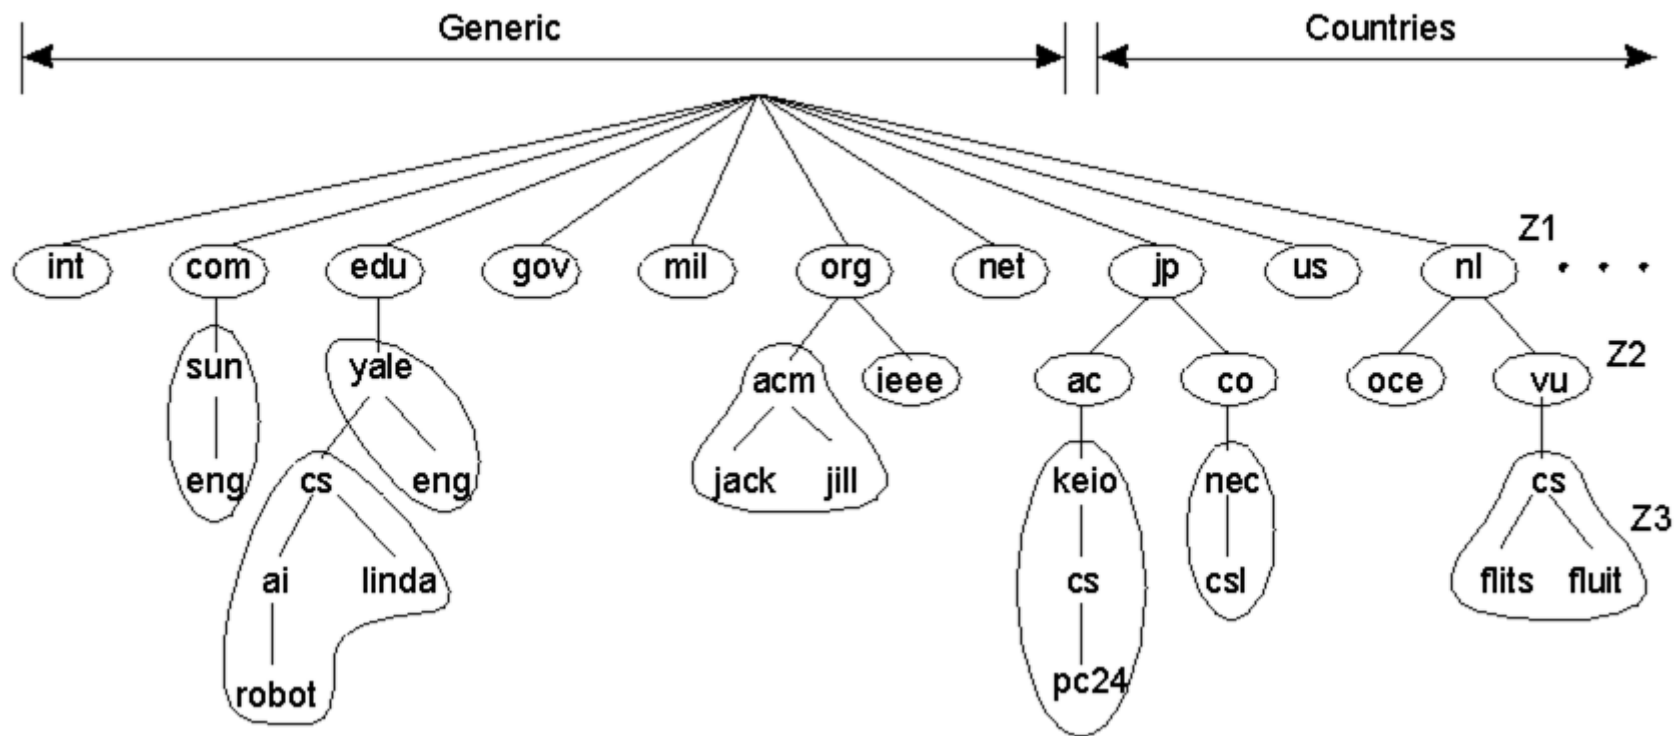 Generic Countries
Z1
int com edu gov mil org net jp us nl . . .
Z2
sun yale acm ieee ac co oce vu
eng cs eng jack jill keio nec cs
Z3
ai linda cs csl flits fluit
robot pc24